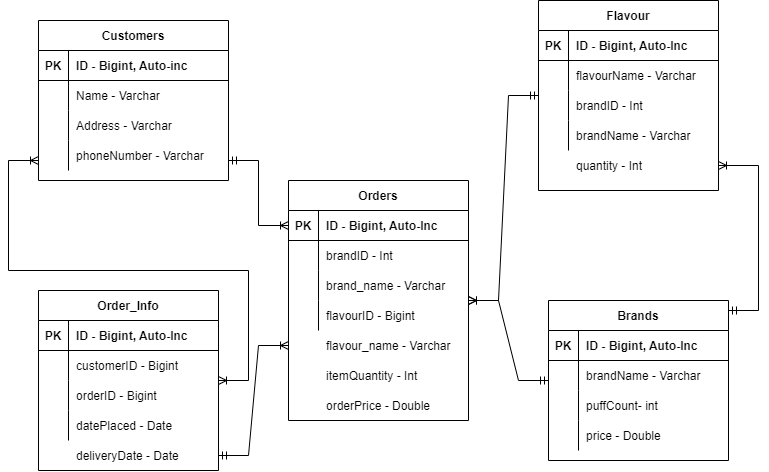 Customers
PK ID - Bigint, Auto-inc
Name - Varchar
Address - Varchar
phoneNumber - Varchar
Flavour
PK ID - Bigint, Auto-Inc
flavourName - Varchar
brandID - Int
brandName - Varchar
quantity - Int
Orders
PK ID - Bigint, Auto-Inc
brandID - Int
brand_name - Varchar
flavourID - Bigint
flavour_name - Varchar
itemQuantity - Int
orderPrice - Double
Order_Info
PK ID - Bigint, Auto-Inc
customerID - Bigint
orderID - Bigint
datePlaced - Date
deliveryDate - Date
Brands
PK ID - Bigint, Auto-Inc
brandName - Varchar
puffCount- int
price - Double